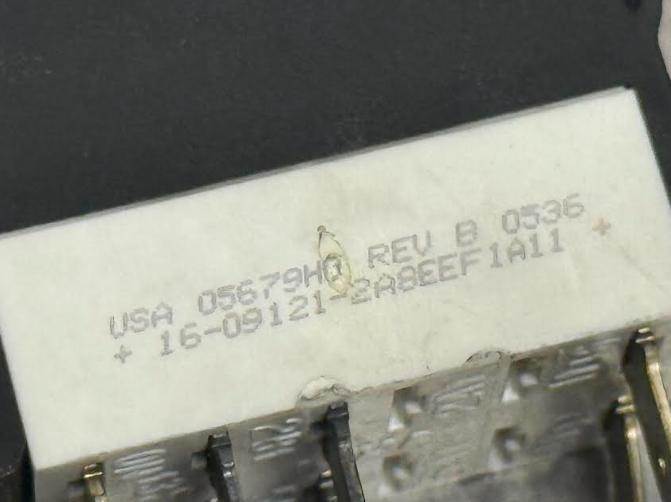 USA 05679H0 REV B 0536
+ 16-09121-2A8EEF1A11 +